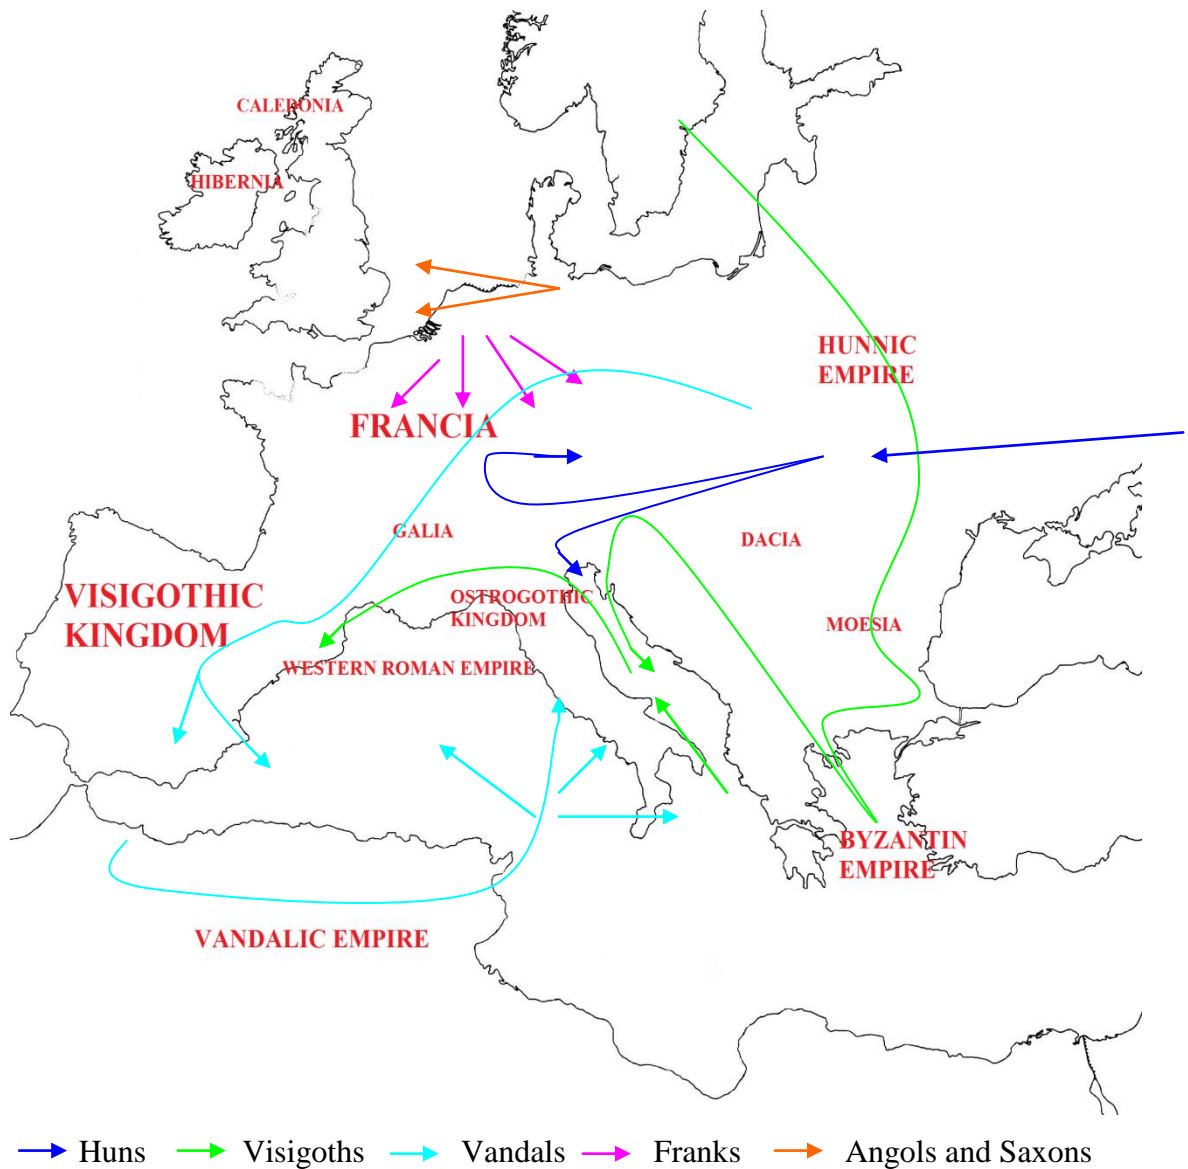 CALEDONIA
HIBERNIA
HUNNIC
EMPIRE
FRANCIA
GALIA
DACIA
VISIGOTHIC
KINGDOM
OSTROGOTHIC
KINGDOM
MOESIA
WESTERN ROMAN EMPIRE
BYZANTIN
EMPIRE
VANDALIC EMPIRE
Huns Visigoths Vandals Franks Angols and Saxons